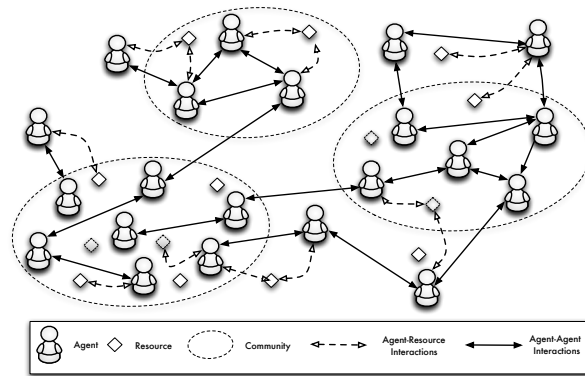 Agent
Resource
Community
Agent-Resource
Interactions
Agent-Agent
Interactions